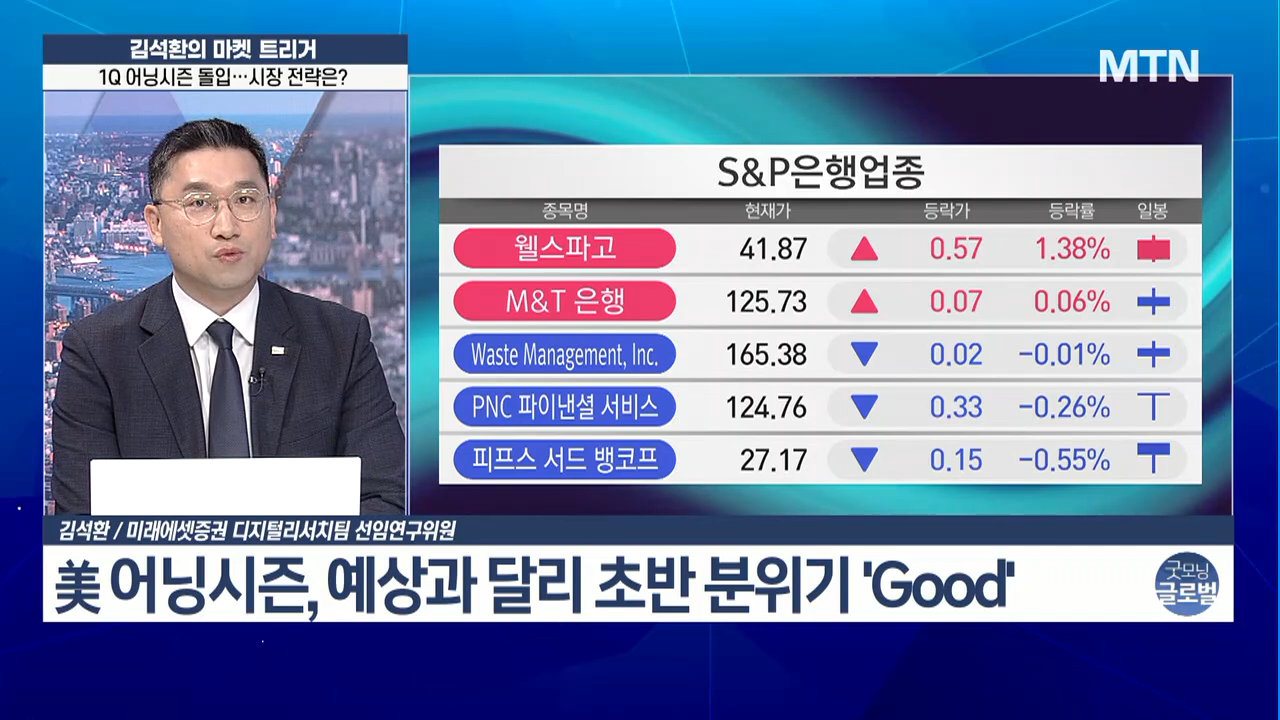 김석환의 마켓 트리거
1Q 어닝시즌 돌입…시장 전략은?
MTN
S&P은행업종
종목명 현재가 등락가 등락률 일봉
웰스파고 41.87 ▲ 0.57 1.38%
M&T 은행 125.73 ▲ 0.07 0.06%
Waste Management, Inc. 165.38 ▼ 0.02 -0.01%
PNC 파이낸셜 서비스 124.76 ▼ 0.33 -0.26%
피프스 서드 뱅코프 27.17 ▼ 0.15 -0.55%
김석환 / 미래에셋증권 디지털리서치팀 선임연구위원
美 어닝시즌, 예상과 달리 초반 분위기 'Good'
굿모닝
글로벌